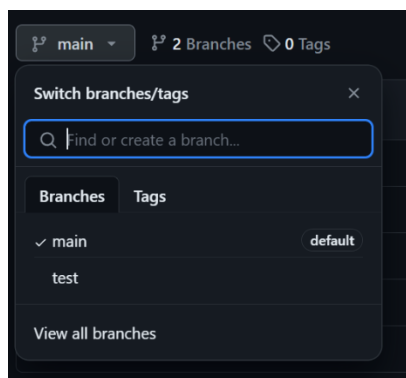 main 2 Branches 0 Tags
Switch branches/tags
Find or create a branch...
Branches Tags
main default
test
View all branches